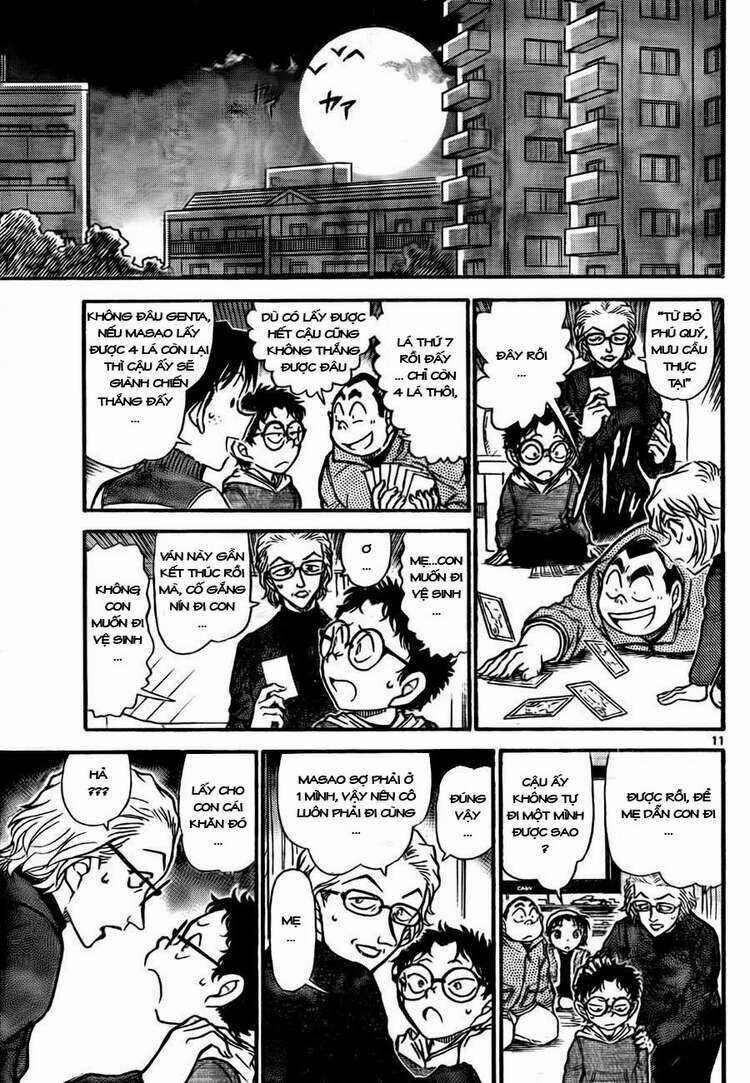 カァ
カァ
"TỪ BỎ
PHÚ QUÝ,
MƯU CẦU
THỰC
TẠI"
ĐÂY RỒI
...
LÁ THỨ 7
RỒI ĐẤY
... CHỈ CÒN
4 LÁ THÔI,
DÙ CÓ LẤY ĐƯỢC
HẾT CẬU CŨNG
KHÔNG THẮNG
ĐƯỢC ĐÂU
KHÔNG ĐÂU GENTA,
NẾU MASAO LẤY
ĐƯỢC 4 LÁ CÒN LẠI
THÌ CẬU ẤY SẼ
GIÀNH CHIẾN
THẮNG ĐẤY
...
MẸ...CON
MUỐN ĐI
VỆ SINH
Ơ
...
VÁN NÀY GẦN
KẾT THÚC RỒI
MÀ, CỐ GẮNG
NÍN ĐI CON
...
KHÔNG,
CON
MUỐN ĐI
VỆ SINH
...
11
ĐƯỢC RỒI, ĐỂ
MẸ DẪN CON ĐI
...
CẬU ẤY
KHÔNG TỰ
ĐI MỘT MÌNH
ĐƯỢC SAO
?
ĐÚNG
VẬY ...
MASAO SỢ PHẢI Ở
1 MÌNH, VẬY NÊN CÔ
LUÔN PHẢI ĐI CÙNG
...
MẸ
...
LẤY CHO
CON CÁI
KHĂN ĐÓ
...
HẢ
???